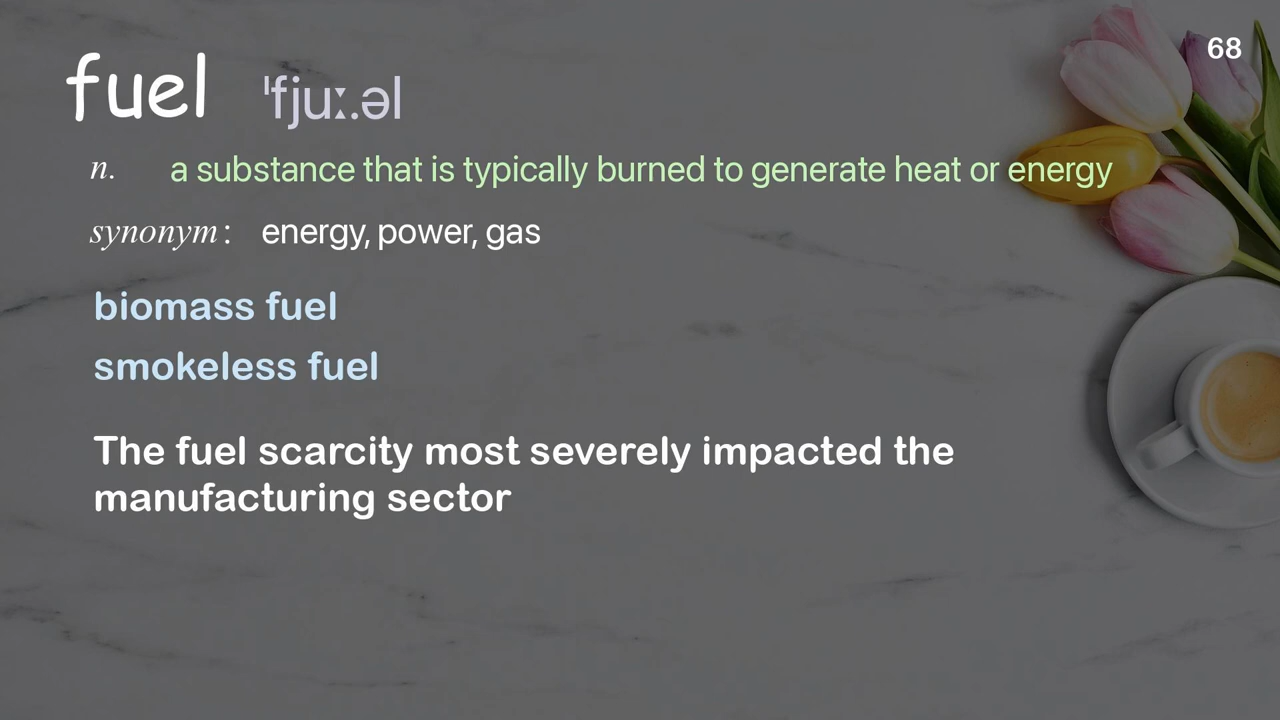 68
fuel ˈfjuː.əl
n. a substance that is typically burned to generate heat or energy
synonym : energy, power, gas
biomass fuel
smokeless fuel
The fuel scarcity most severely impacted the
manufacturing sector